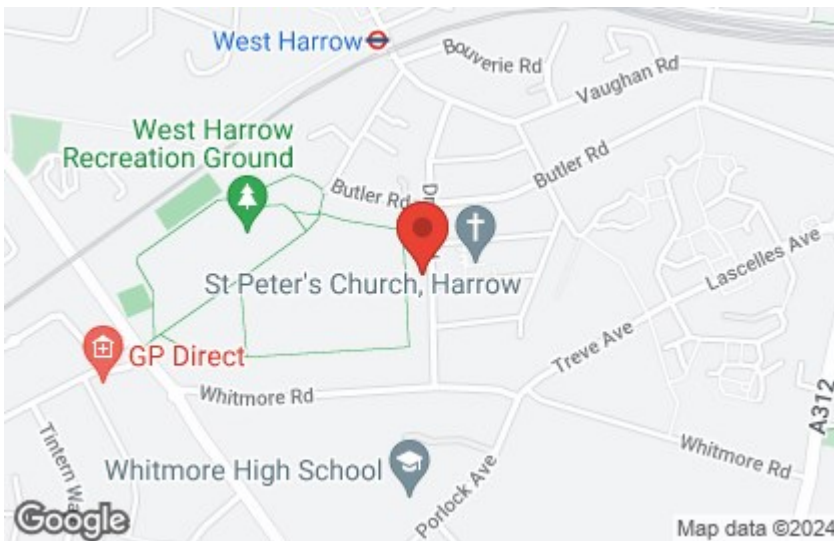 West Harrow
Bouverie Rd
Vaughan Rd
West Harrow
Recreation Ground
Butler Rd
Butler Rd
Lascelles Ave
St Peter's Church, Harrow
GP Direct
Treve Ave
Whitmore Rd
A312
Whitmore High School
Whitmore Rd
Porlock Ave
Google
Map data ©2024